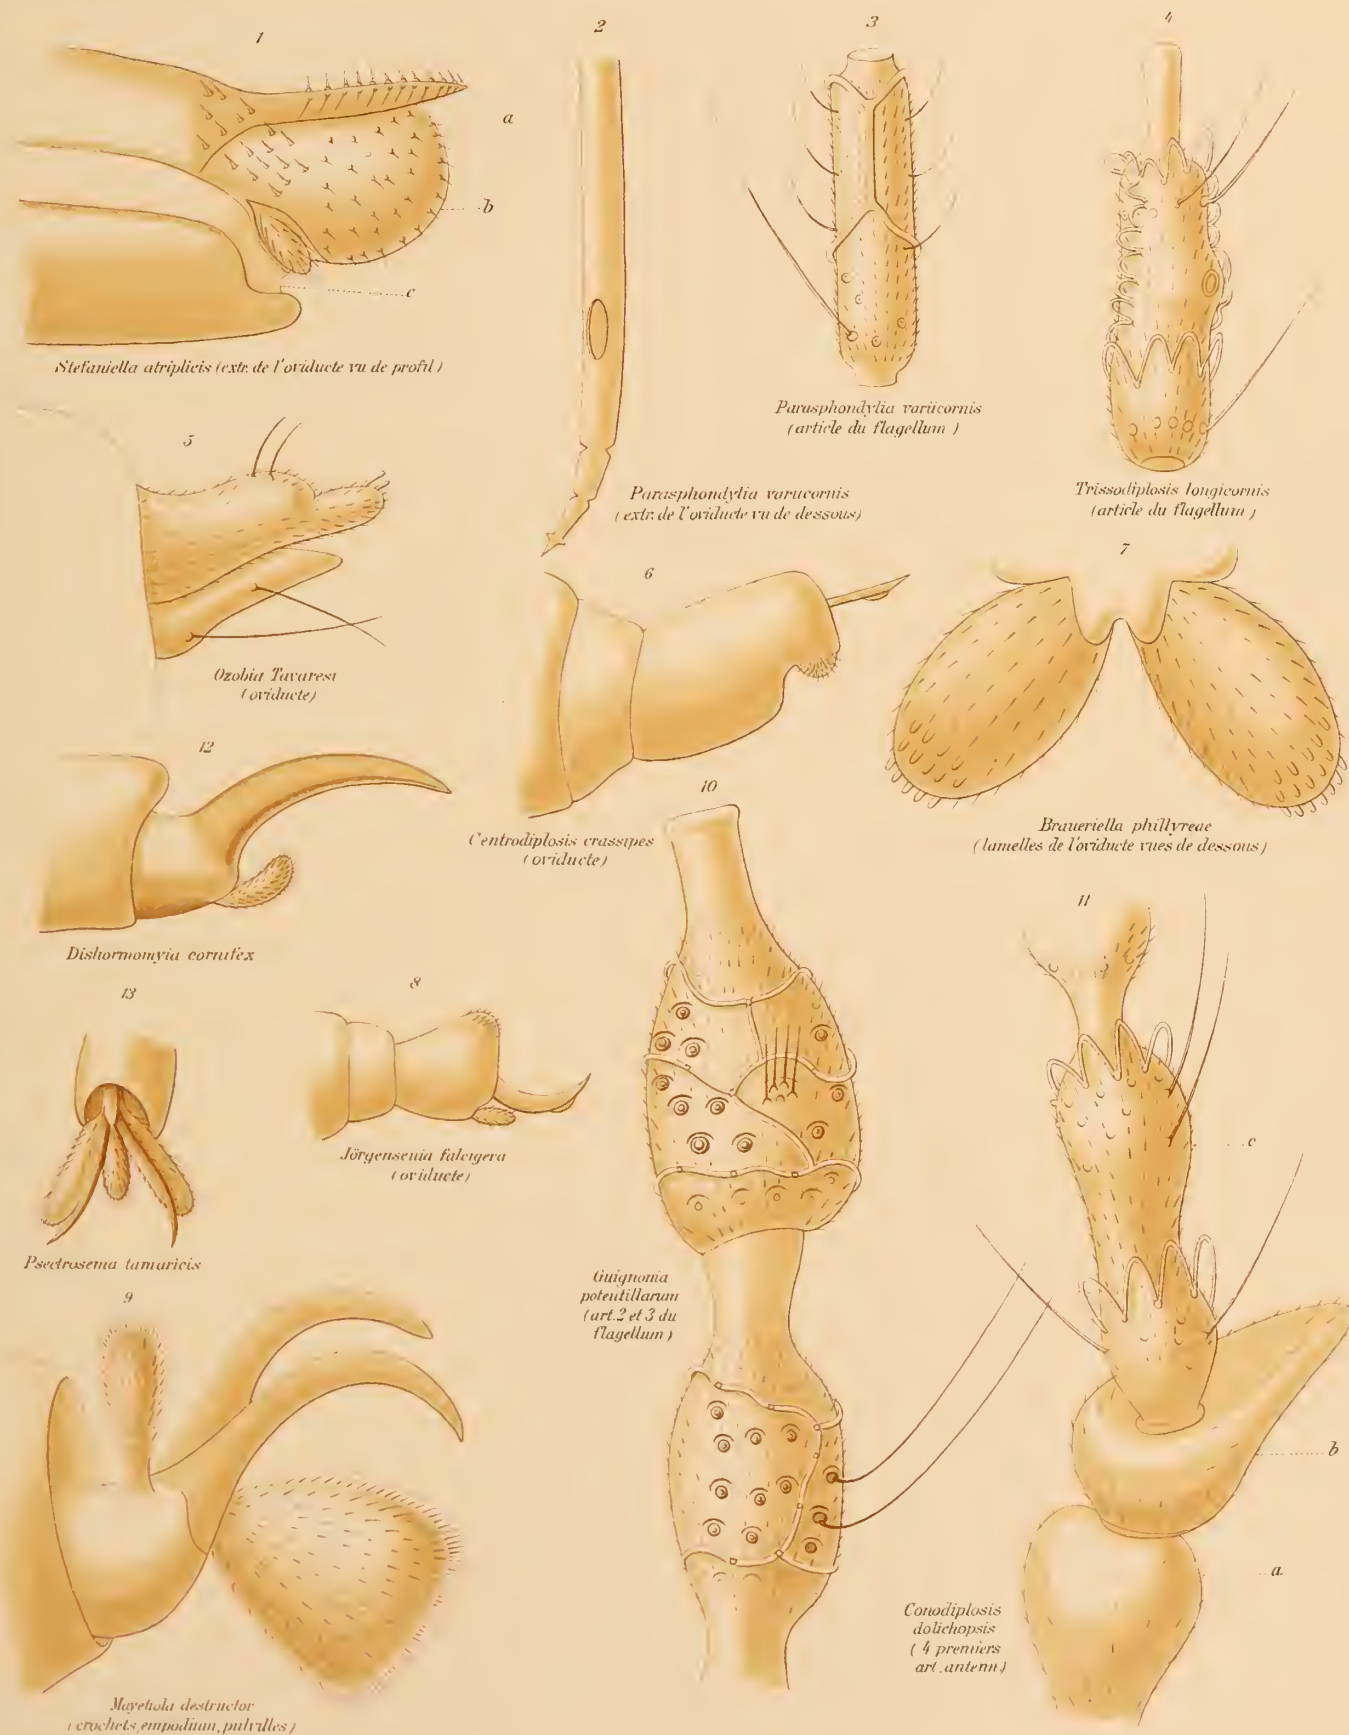 1
2
3
4
a
b
c
Stefaniella atriplicis (extr. de l'oviducte vu de profil)
Parasphondylia variicornis
(article du flagellum)
Parasphondylia variicornis
(extr. de l'oviducte vu de dessous)
Trissodiplosis longicornis
(article du flagellum)
5
6
7
Ozobia Tavaresi
(oviducte)
Centrodiplosis crassipes
(oviducte)
Braueriella phillyreae
(lamelles de l'oviducte vues de dessous)
12
10
11
Dishormomyia cornifex
13
8
Jörgensenia falcigera
(oviducte)
c
Psectrosema tamaricis
9
Guignonia
potentillarum
(art. 2 et 3 du
flagellum)
b
a
Conodiplosis
dolichopsis
(4 premiers
art. antenn)
Mayetiola destructor
(crochets, empodium, pulvilles)